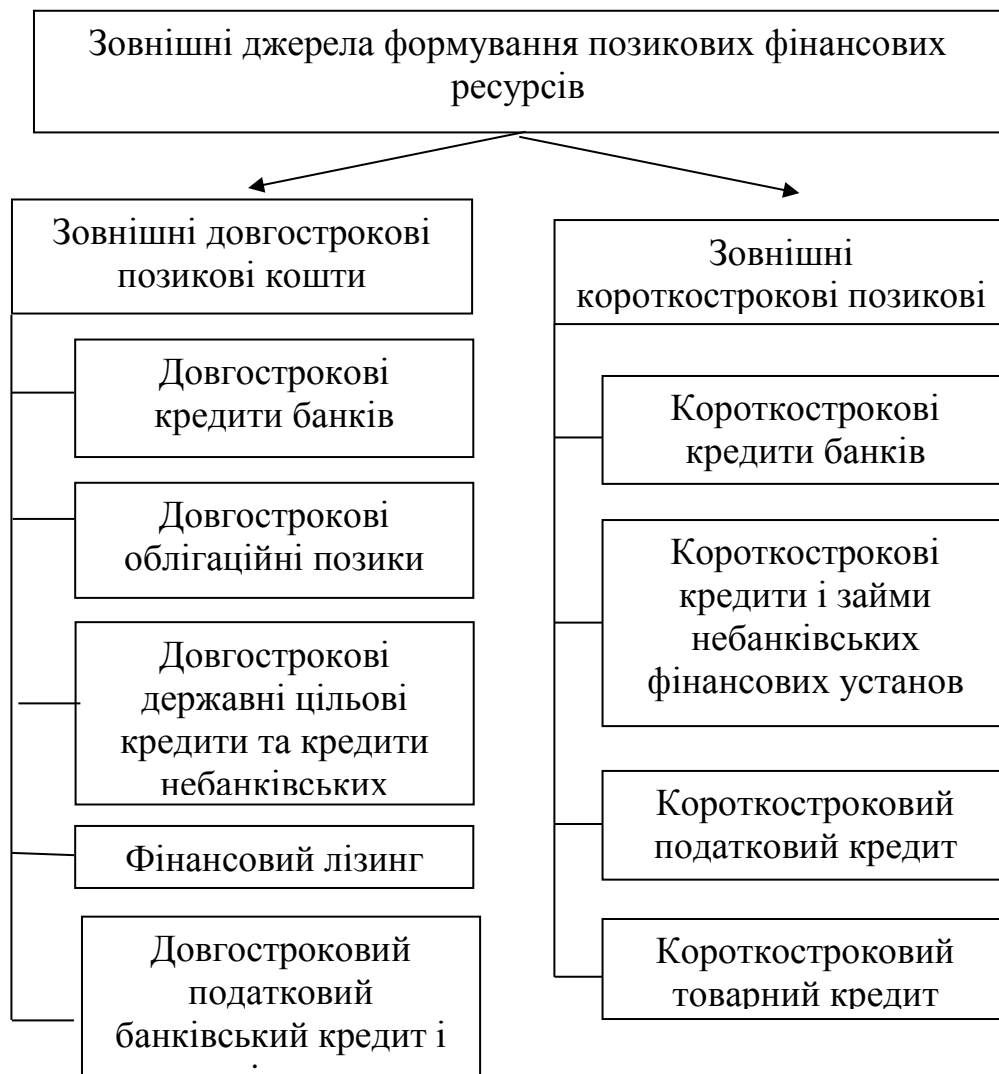 Зовнішні джерела формування позикових фінансових
ресурсів
Зовнішні довгострокові
позикові кошти
Довгострокові
кредити банків
Довгострокові
облігаційні позики
Довгострокові
державні цільові
кредити та кредити
небанківських
Фінансовий лізинг
Довгостроковий
податковий
банківський кредит і
Зовнішні
короткострокові позикові
Короткострокові
кредити банків
Короткострокові
кредити і займи
небанківських
фінансових установ
Короткостроковий
податковий кредит
Короткостроковий
товарний кредит